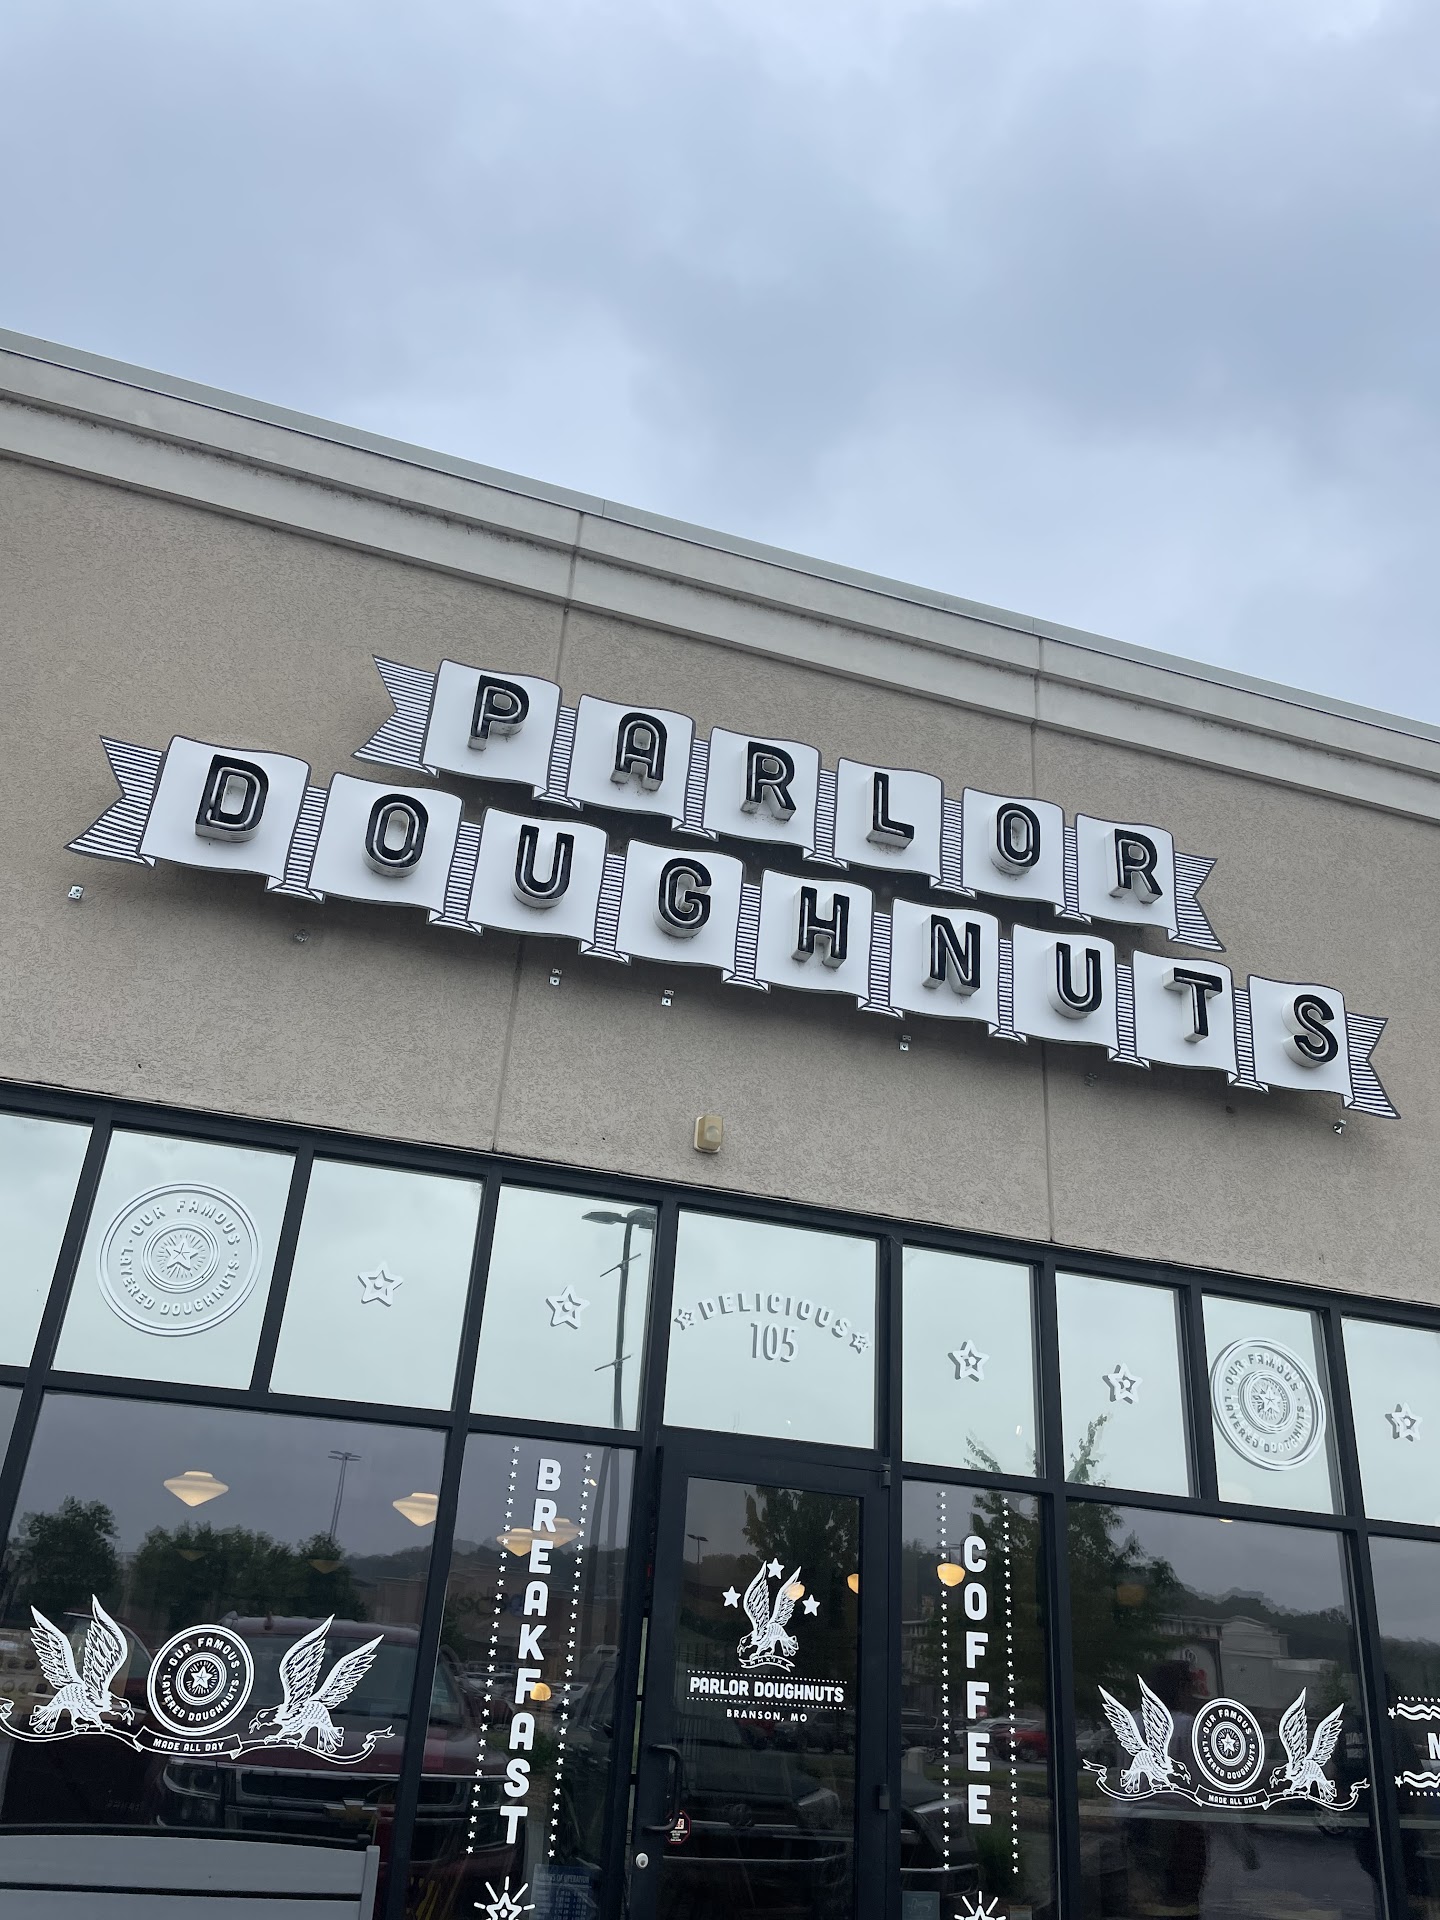 PARLOR
DOUGHNUTS
OUR FAMOUS
LAYERED DOUGHNUTS
DELICIOUS
105
OUR FAMOUS
LAYERED DOUGHNUTS
BREAKFAST
COFFEE
PARLOR DOUGHNUTS
BRANSON, MO
OUR FAMOUS
LAYERED DOUGHNUTS
MADE ALL DAY
OUR FAMOUS
LAYERED DOUGHNUTS
MADE ALL DAY